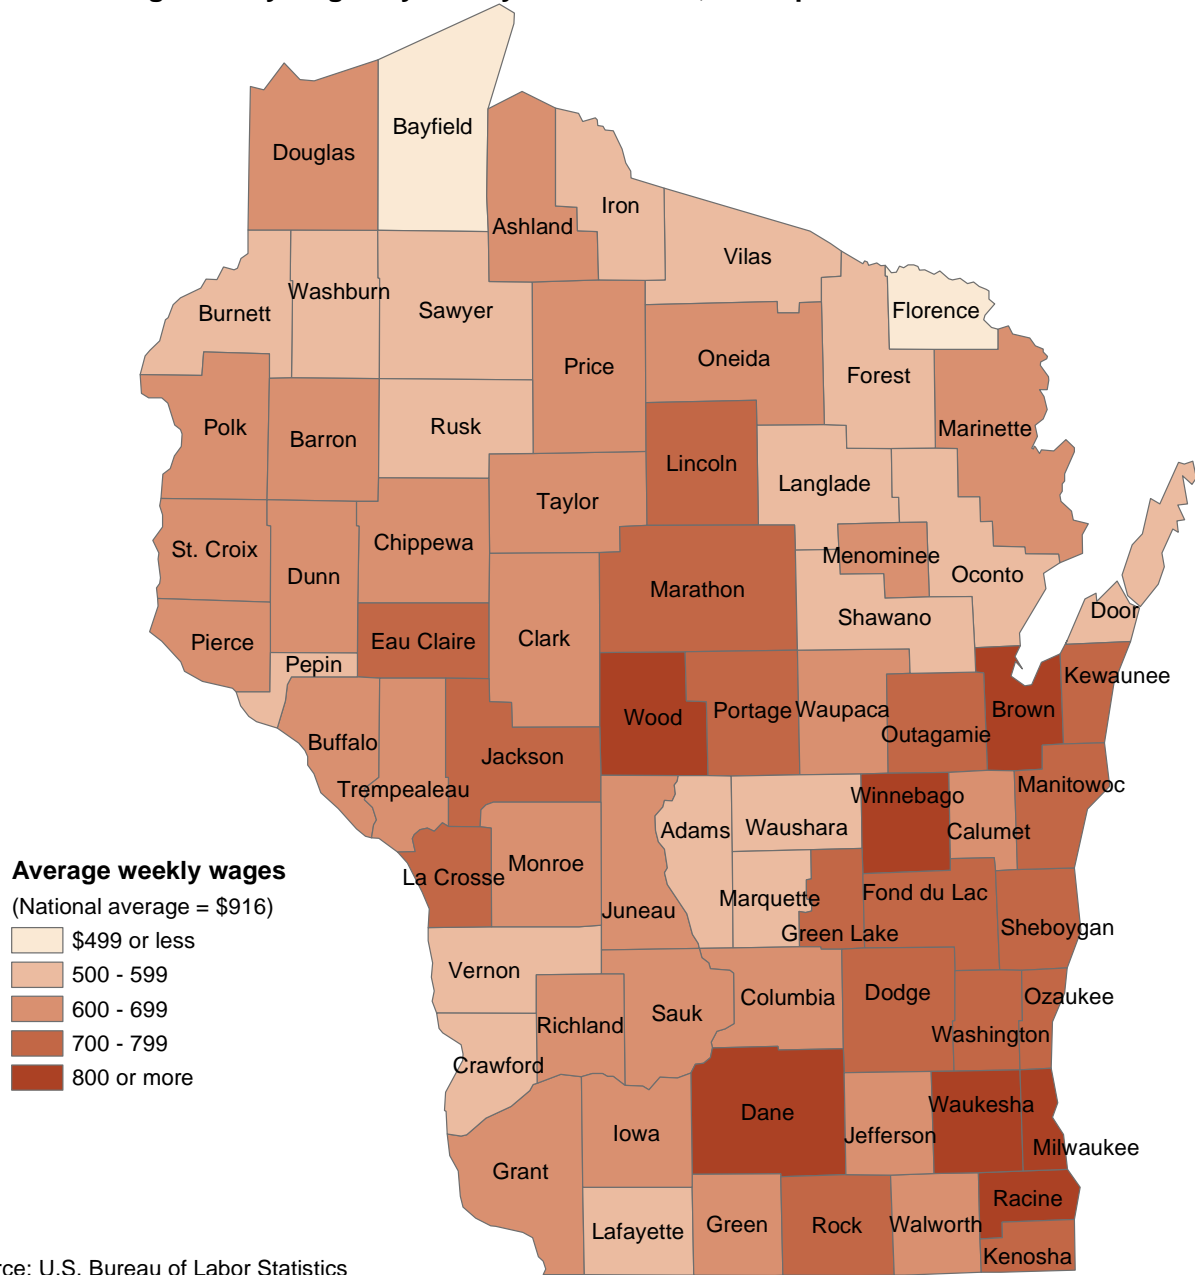 Bayfield
Douglas
Iron
Ashland
Vilas
Washburn
Burnett
Sawyer
Florence
Price
Oneida
Forest
Polk
Barron
Rusk
Marinette
Lincoln
Langlade
Taylor
St. Croix
Chippewa
Menominee
Dunn
Marathon
Oconto
Door
Shawano
Pierce
Eau Claire
Clark
Pepin
Kewaunee
Wood
Portage
Waupaca
Brown
Buffalo
Outagamie
Jackson
Trempealeau
Manitowoc
Winnebago
Adams
Waushara
Calumet
Monroe
La Crosse
Marquette
Fond du Lac
Juneau
Green Lake
Sheboygan
Vernon
Columbia
Dodge
Ozaukee
Richland
Sauk
Washington
Crawford
Dane
Waukesha
Iowa
Jefferson
Milwaukee
Grant
Racine
Lafayette
Green
Rock
Walworth
Kenosha
Average weekly wages
(National average = $916)
$499 or less
500 - 599
600 - 699
700 - 799
800 or more
U.S. Bureau of Labor Statistics